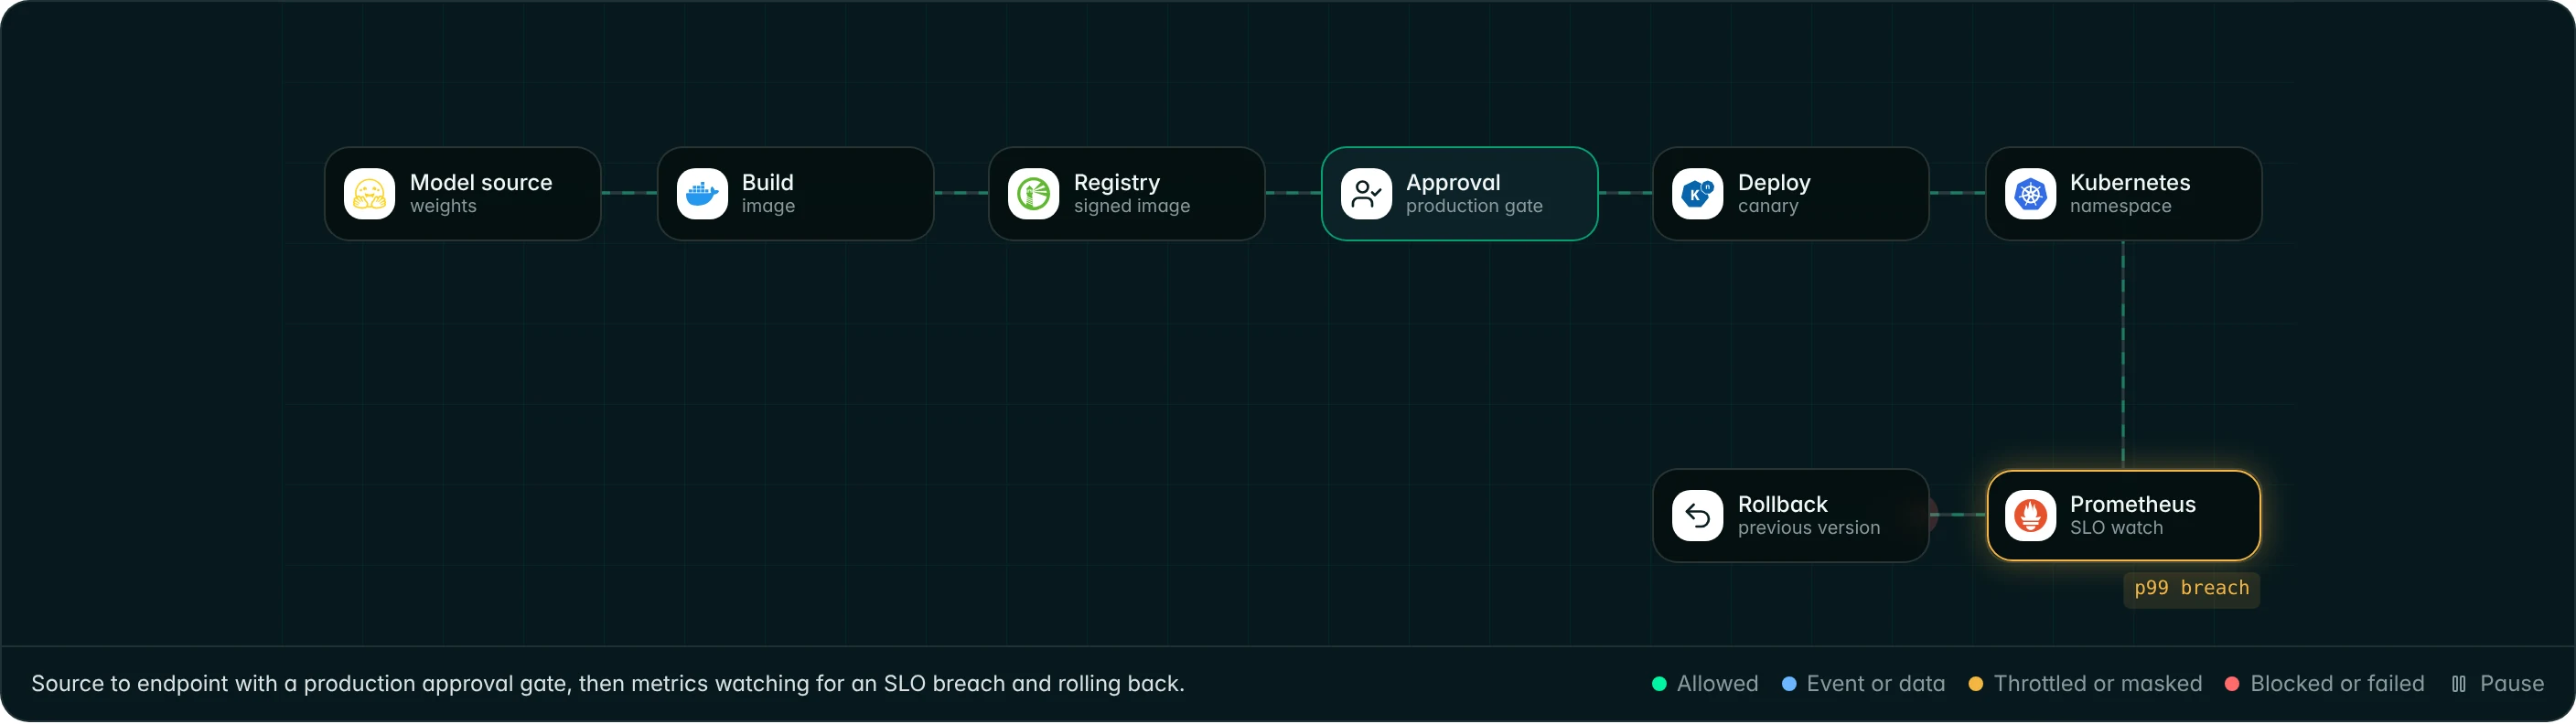 Model source
weights
Build
image
Registry
signed image
Approval
production gate
Deploy
canary
Kubernetes
namespace
Rollback
previous version
Prometheus
SLO watch
p99 breach
Source to endpoint with a production approval gate, then metrics watching for an SLO breach and rolling back.
Allowed
Event or data
Throttled or masked
Blocked or failed
Pause